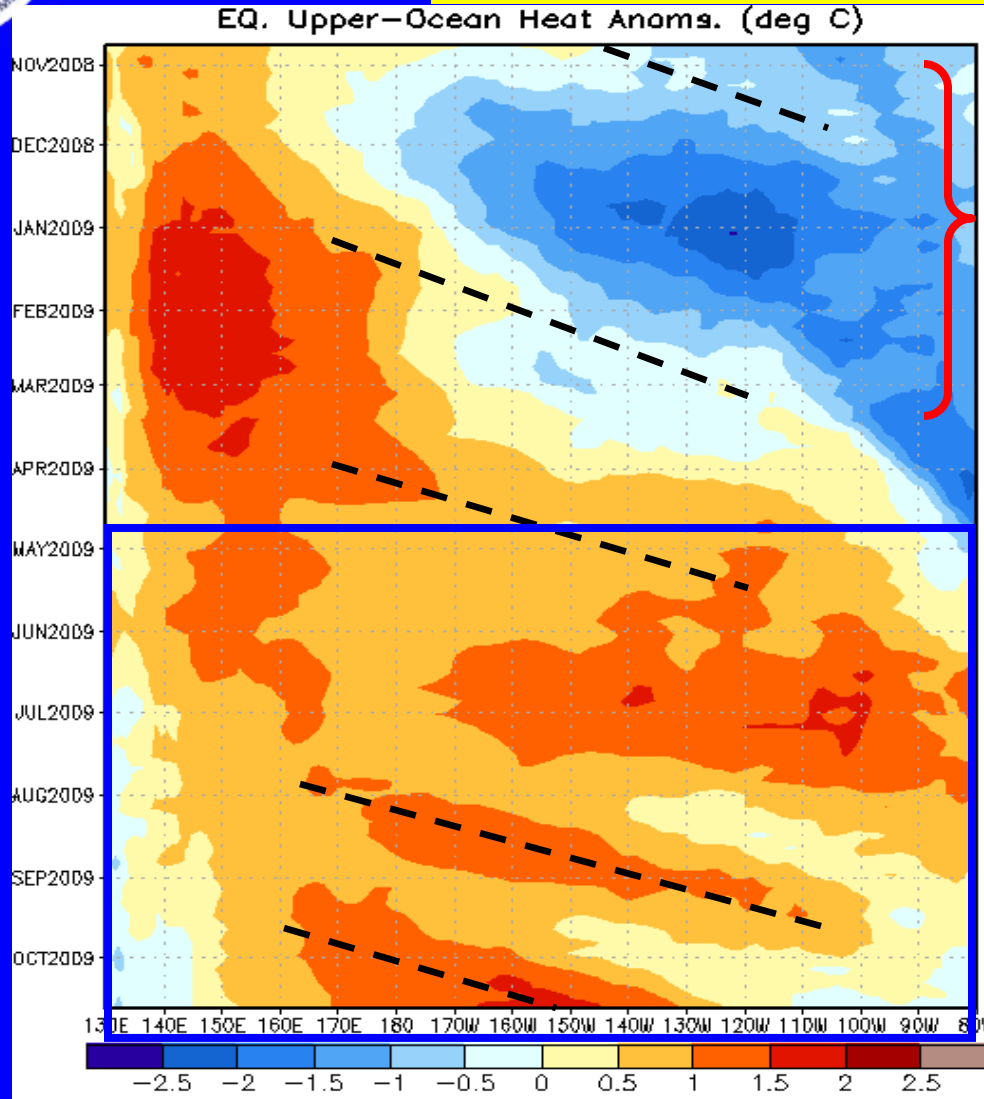 EQ. Upper-Ocean Heat Anoms. (deg C)
NOV2008
DEC2008
JAN2009
FEB2009
MAR2009
APR2009
MAY2009
JUN2009
JUL2009
AUG2009
SEP2009
OCT2009
130E 140E 150E 160E 170E 180 170W 160W 150W 140W 130W 120W 110W 100W 90W 80W
-2.5 -2 -1.5 -1 -0.5 0 0.5 1 1.5 2 2.5